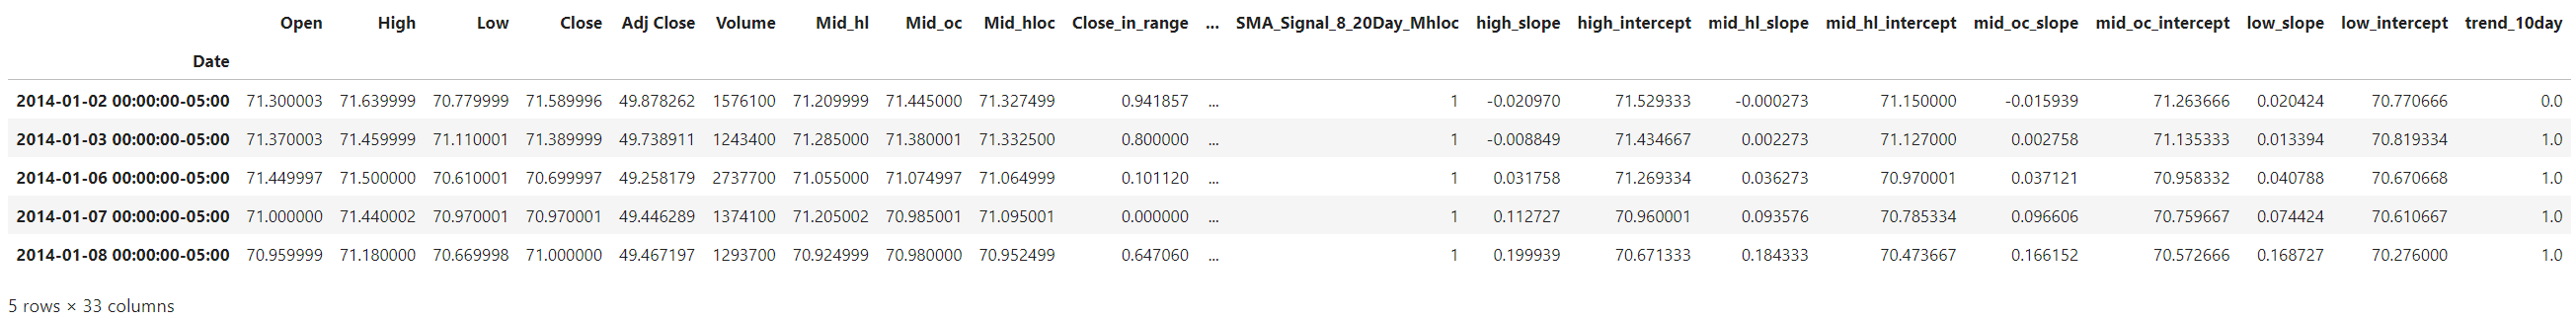 Open High Low Close Adj Close Volume Mid_hl Mid_oc Mid_hloc Close_in_range ... SMA_Signal_8_20Day_Mhloc high_slope high_intercept mid_hl_slope mid_hl_intercept mid_oc_slope mid_oc_intercept low_slope low_intercept trend_10day
Date
2014-01-02 00:00:00-05:00 71.300003 71.639999 70.779999 71.589996 49.878262 1576100 71.209999 71.445000 71.327499 0.941857 ... 1 -0.020970 71.529333 -0.000273 71.150000 -0.015939 71.263666 0.020424 70.770666 0.0
2014-01-03 00:00:00-05:00 71.370003 71.459999 71.110001 71.389999 49.738911 1243400 71.285000 71.380001 71.332500 0.800000 ... 1 -0.008849 71.434667 0.002273 71.127000 0.002758 71.135333 0.013394 70.819334 1.0
2014-01-06 00:00:00-05:00 71.449997 71.500000 70.610001 70.699997 49.258179 2737700 71.055000 71.074997 71.064999 0.101120 ... 1 0.031758 71.269334 0.036273 70.970001 0.037121 70.958332 0.040788 70.670668 1.0
2014-01-07 00:00:00-05:00 71.000000 71.440002 70.970001 70.970001 49.446289 1374100 71.205002 70.985001 71.095001 0.000000 ... 1 0.112727 70.960001 0.093576 70.785334 0.096606 70.759667 0.074424 70.610667 1.0
2014-01-08 00:00:00-05:00 70.959999 71.180000 70.669998 71.000000 49.467197 1293700 70.924999 70.980000 70.952499 0.647060 ... 1 0.199939 70.671333 0.184333 70.473667 0.166152 70.572666 0.168727 70.276000 1.0
5 rows × 33 columns